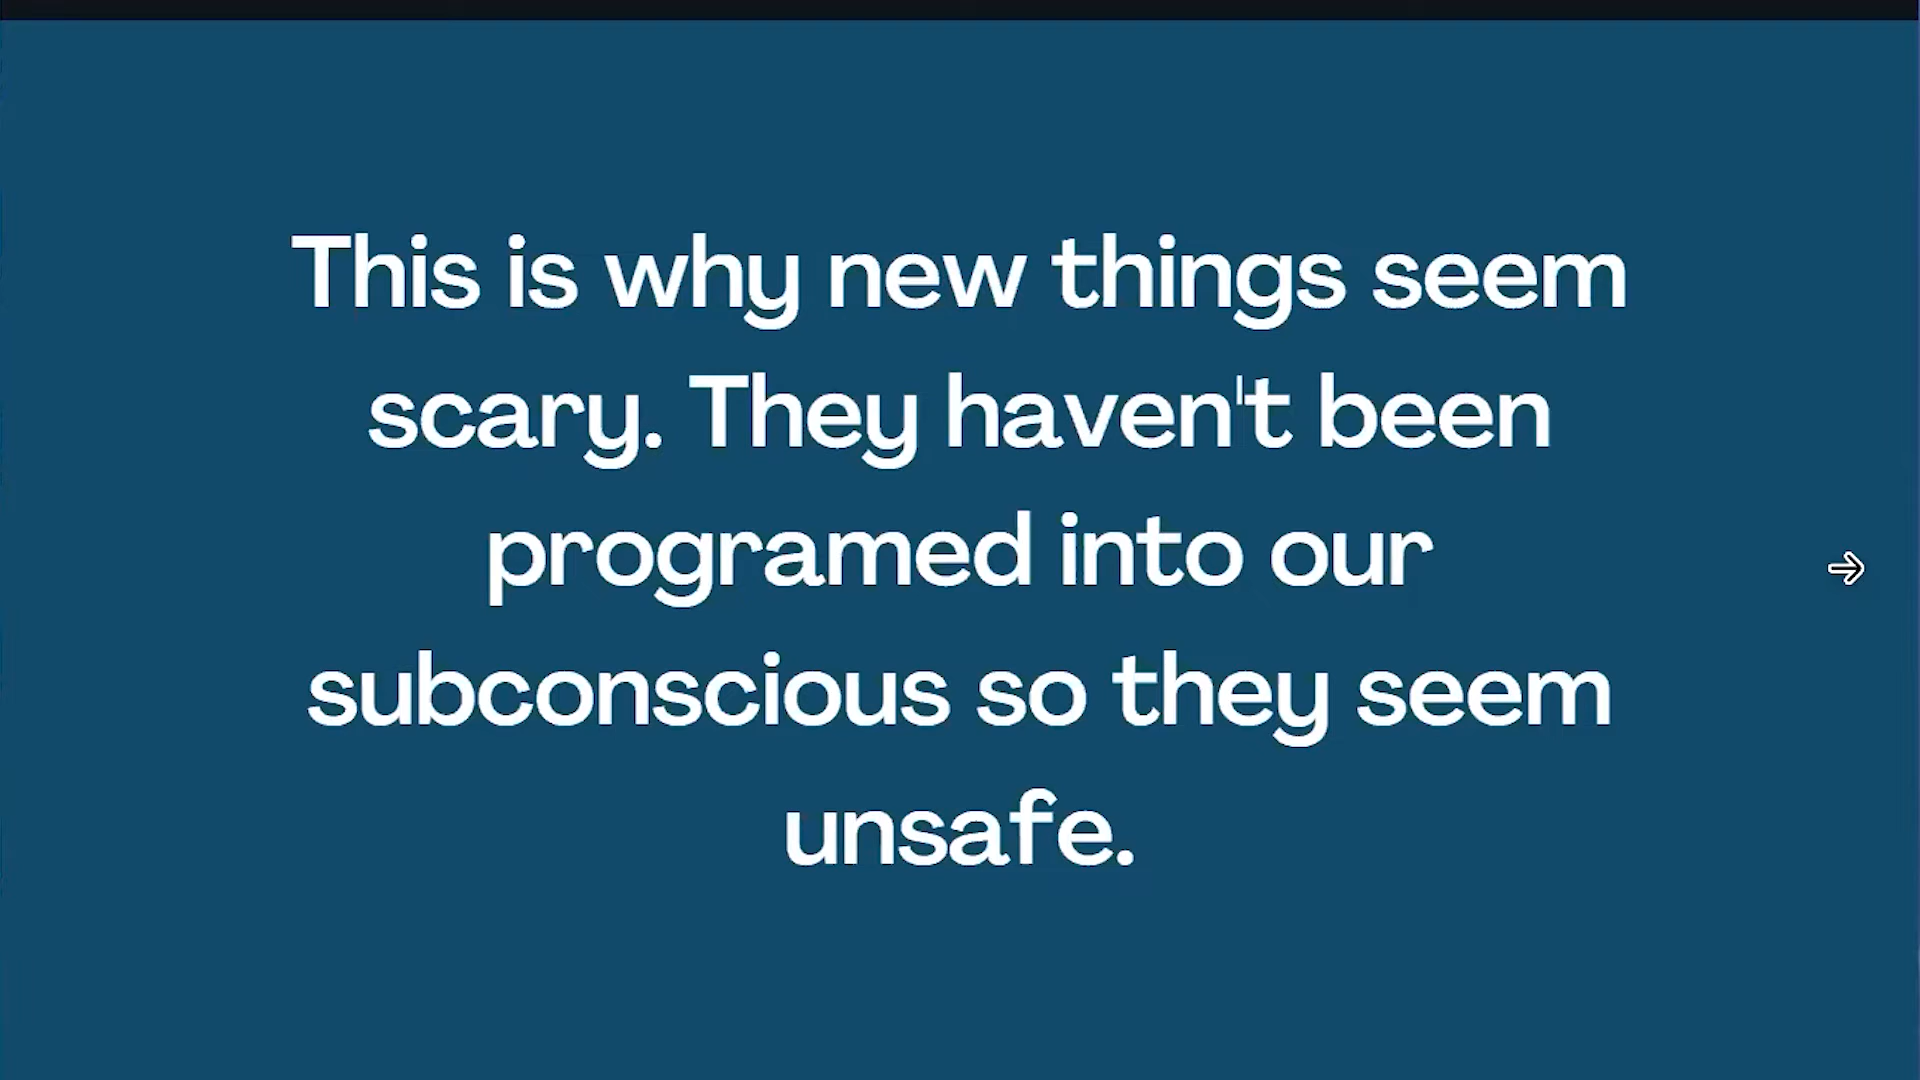 This is why new things seem
scary. They haven't been
programed into our
subconscious so they seem
unsafe.